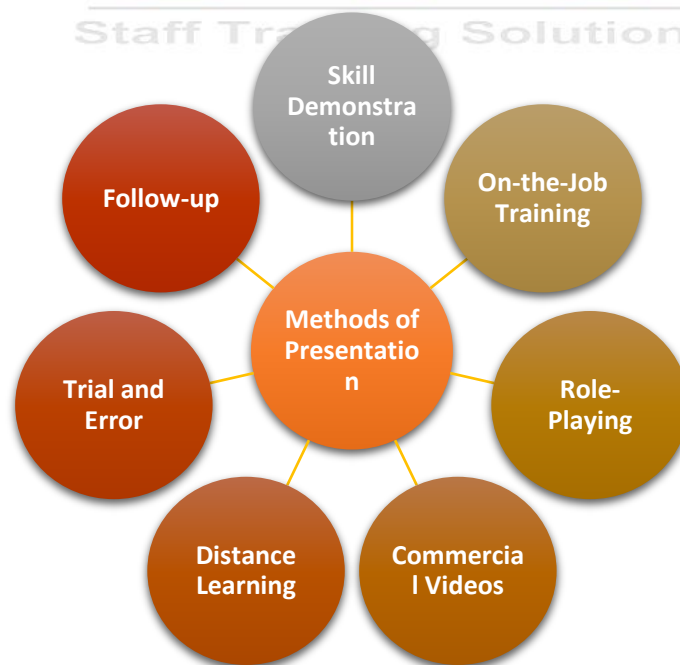 Staff Tra g Solution
Skill
Demonstra
tion
On-the-Job
Training
Role-
Playing
Commercia
l Videos
Distance
Learning
Trial and
Error
Follow-up
Methods of
Presentatio
n